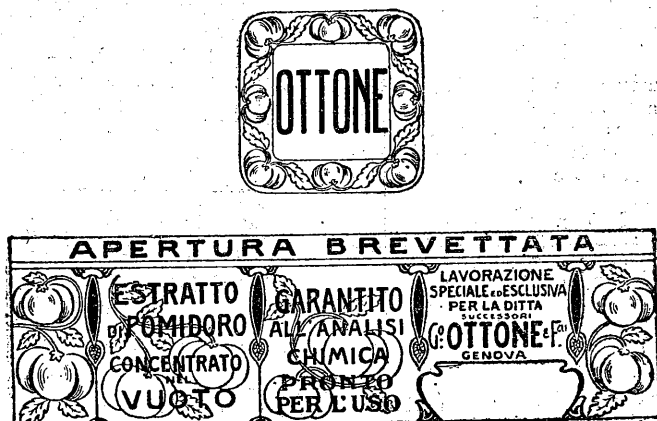 OTTONE
APERTURA BREVETTATA
ESTRATTO
DI POMIDORO
CONCENTRATO
NEL
VUOTO
GARANTITO
ALL'ANALISI
CHIMICA
PRONTO
PER L'USO
LAVORAZIONE
SPECIALE ED ESCLUSIVA
PER LA DITTA
SUCCESSORI
G. OTTONE & F.lli
GENOVA